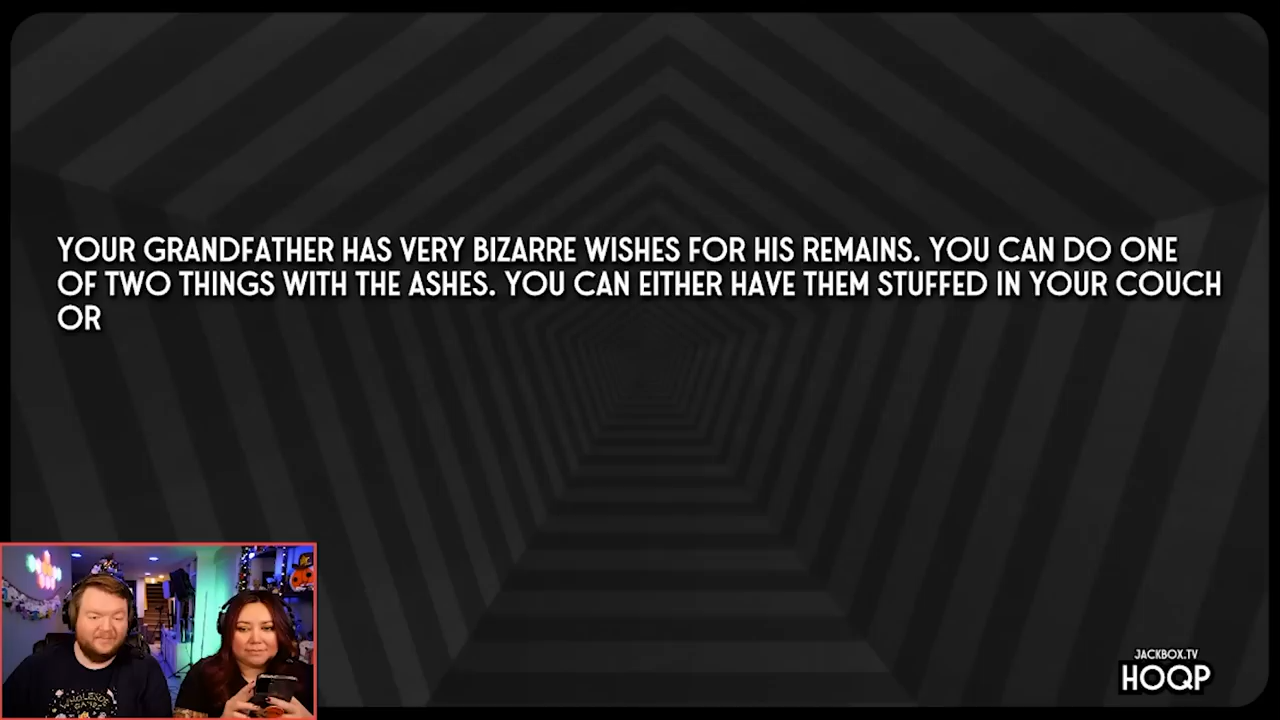 YOUR GRANDFATHER HAS VERY BIZARRE WISHES FOR HIS REMAINS. YOU CAN DO ONE
OF TWO THINGS WITH THE ASHES. YOU CAN EITHER HAVE THEM STUFFED IN YOUR COUCH
OR
JACKBOX.TV
HOQP